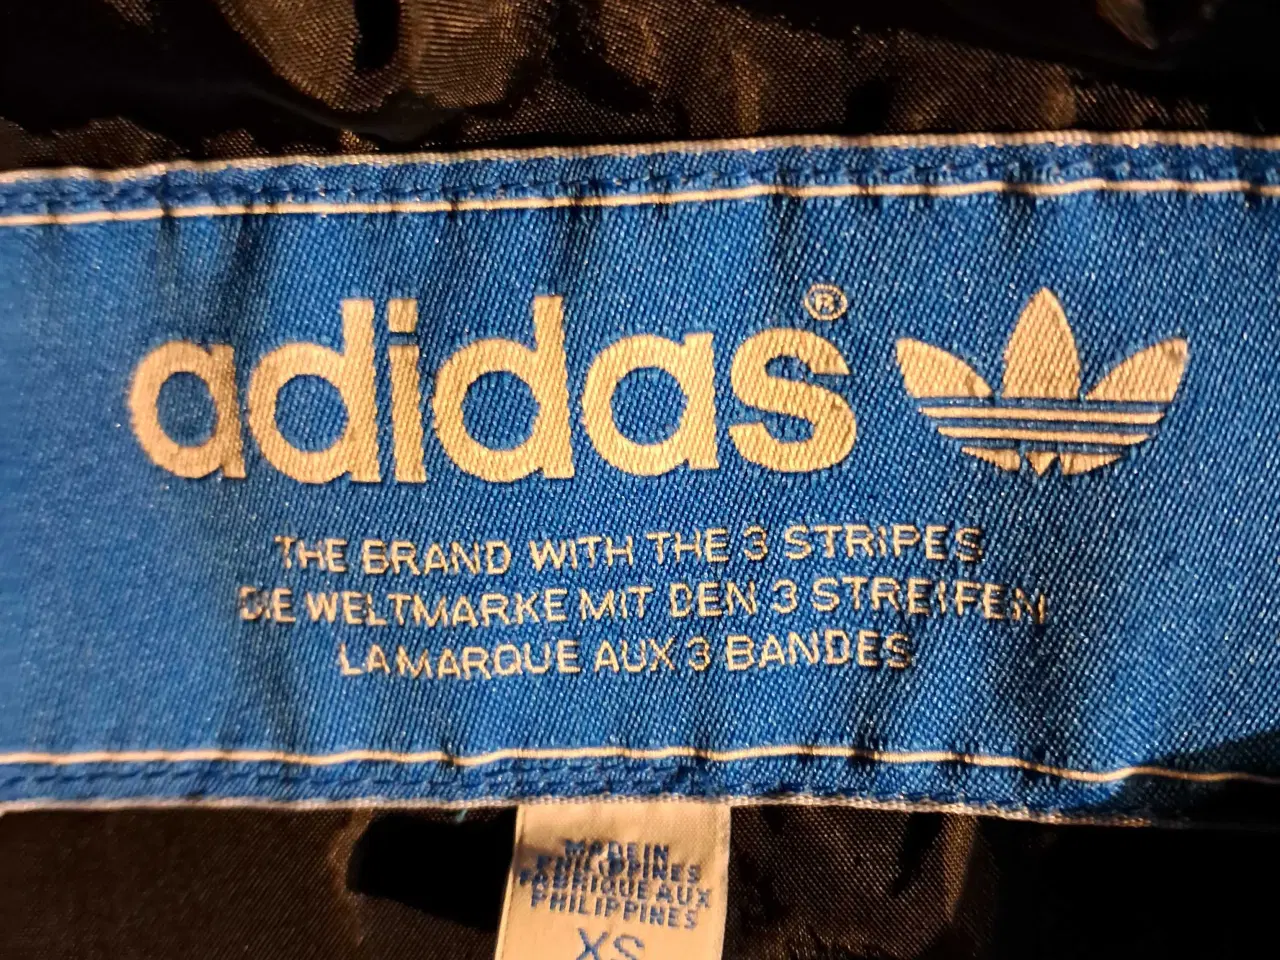 adidas®
THE BRAND WITH THE 3 STRIPES
DIE WELTMARKE MIT DEN 3 STREIFEN
LA MARQUE AUX 3 BANDES
MADE IN
PHILIPPINES
FABRIQUE AUX
PHILIPPINES
XS